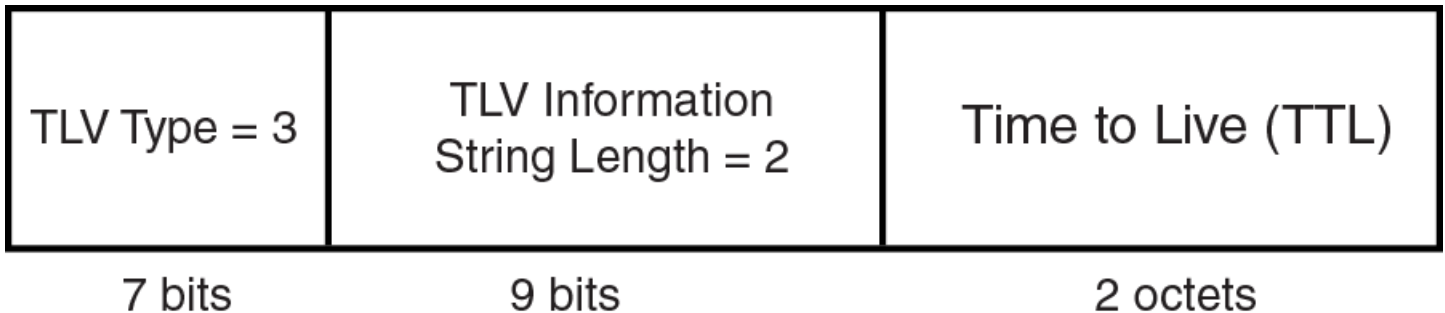 TLV Type = 3
TLV Information
String Length = 2
Time to Live (TTL)
7 bits
9 bits
2 octets